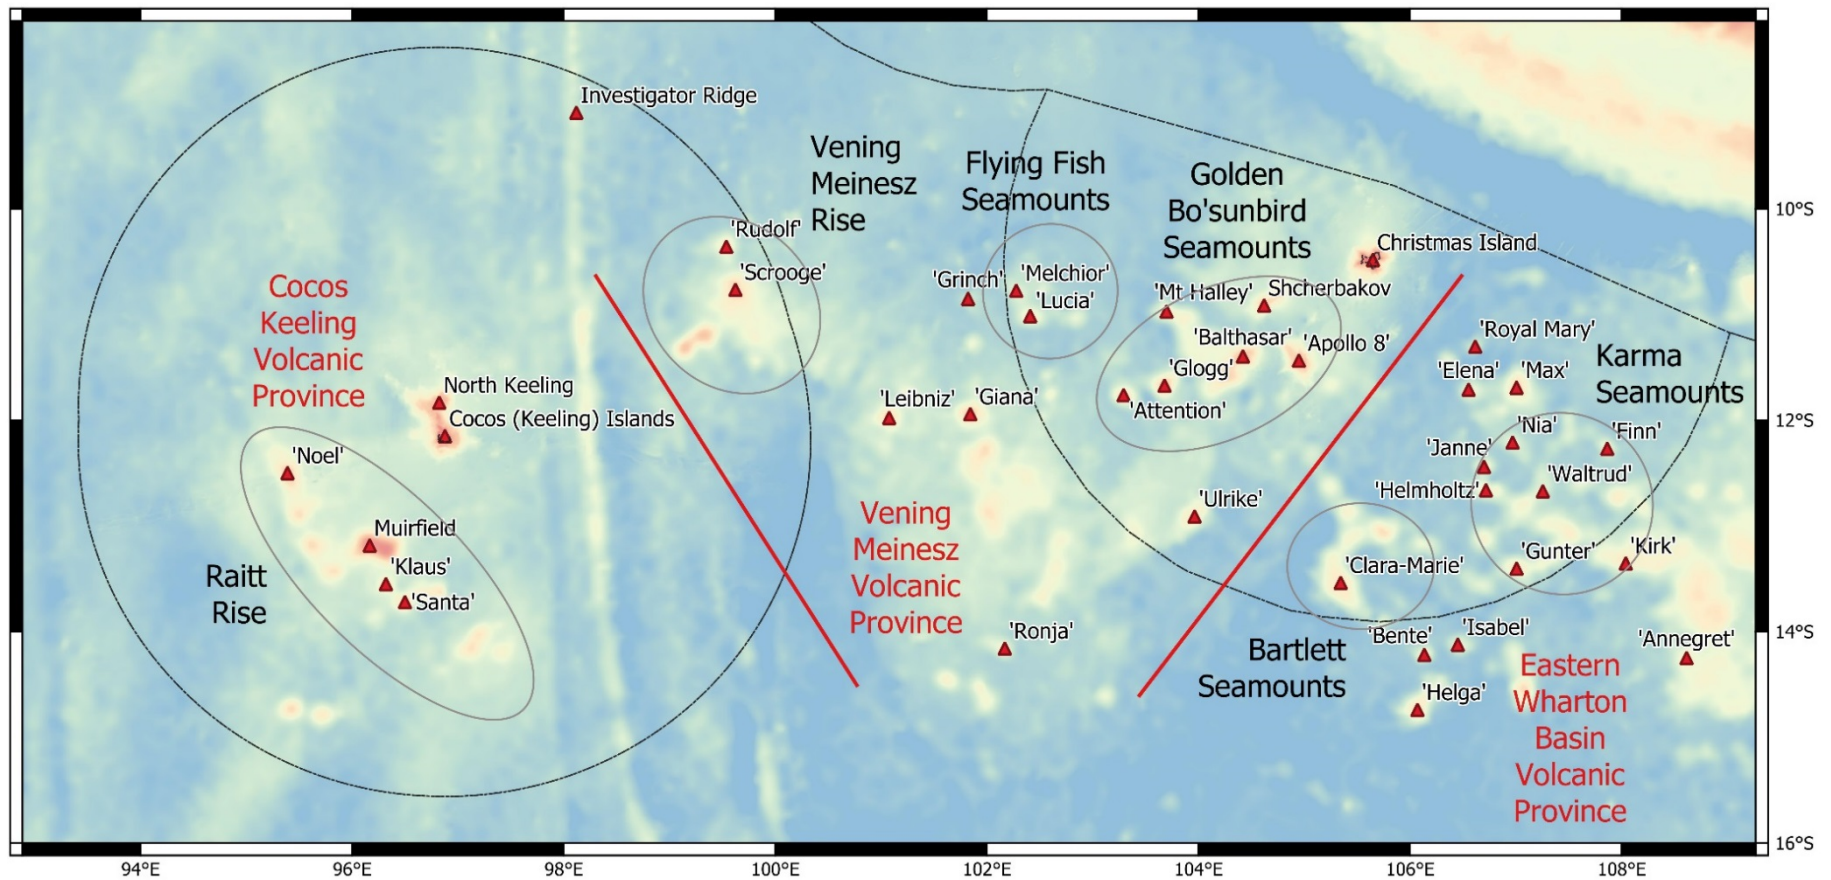 Investigator Ridge
Vening
Meinesz
Rise
Flying Fish
Seamounts
Golden
Bo'sunbird
Seamounts
10°S
'Rudolf'
'Scrooge'
Christmas Island
Cocos
Keeling
Volcanic
Province
'Grinch'
'Melchior'
'Lucia'
'Mt Halley'
Shcherbakov
'Balthasar'
'Apollo 8'
'Glogg'
'Attention'
'Royal Mary'
'Elena'
'Max'
Karma
Seamounts
North Keeling
Cocos (Keeling) Islands
'Leibniz'
'Giana'
12°S
'Nia'
'Finn'
'Janne'
'Waltrud'
'Helmholtz'
'Noel'
'Ulrike'
Vening
Meinesz
Volcanic
Province
Muirfield
'Klaus'
'Santa'
Raitt
Rise
'Clara-Marie'
'Gunter'
'Kirk'
'Ronja'
Bartlett
Seamounts
'Bente'
'Isabel'
'Annegret'
14°S
'Helga'
Eastern
Wharton
Basin
Volcanic
Province
16°S
94°E 96°E 98°E 100°E 102°E 104°E 106°E 108°E